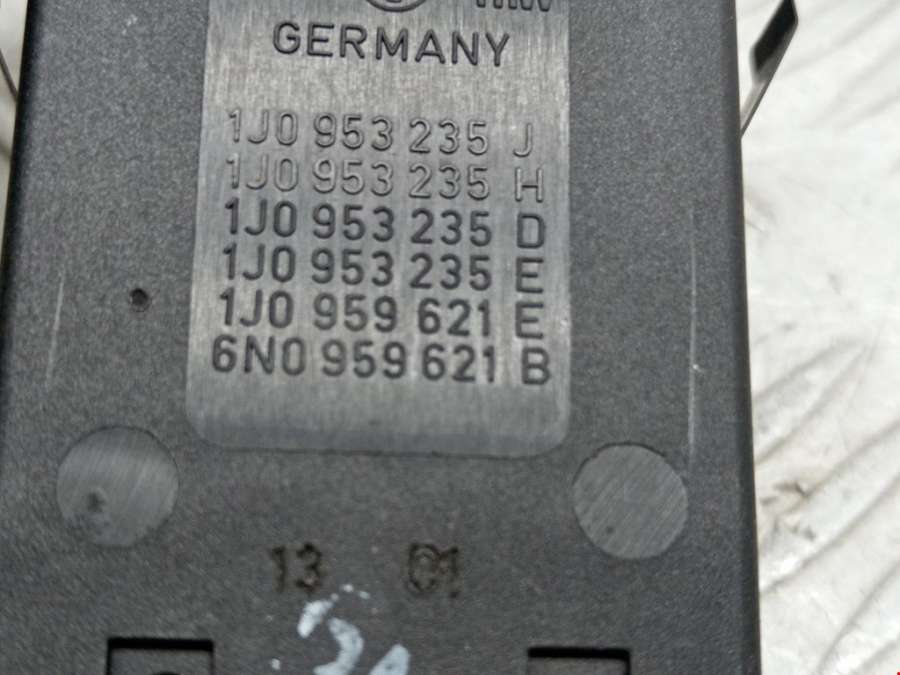 GERMANY
1J0 953 235 J
1J0 953 235 H
1J0 953 235 D
1J0 953 235 E
1J0 959 621 E
6N0 959 621 B
13 01